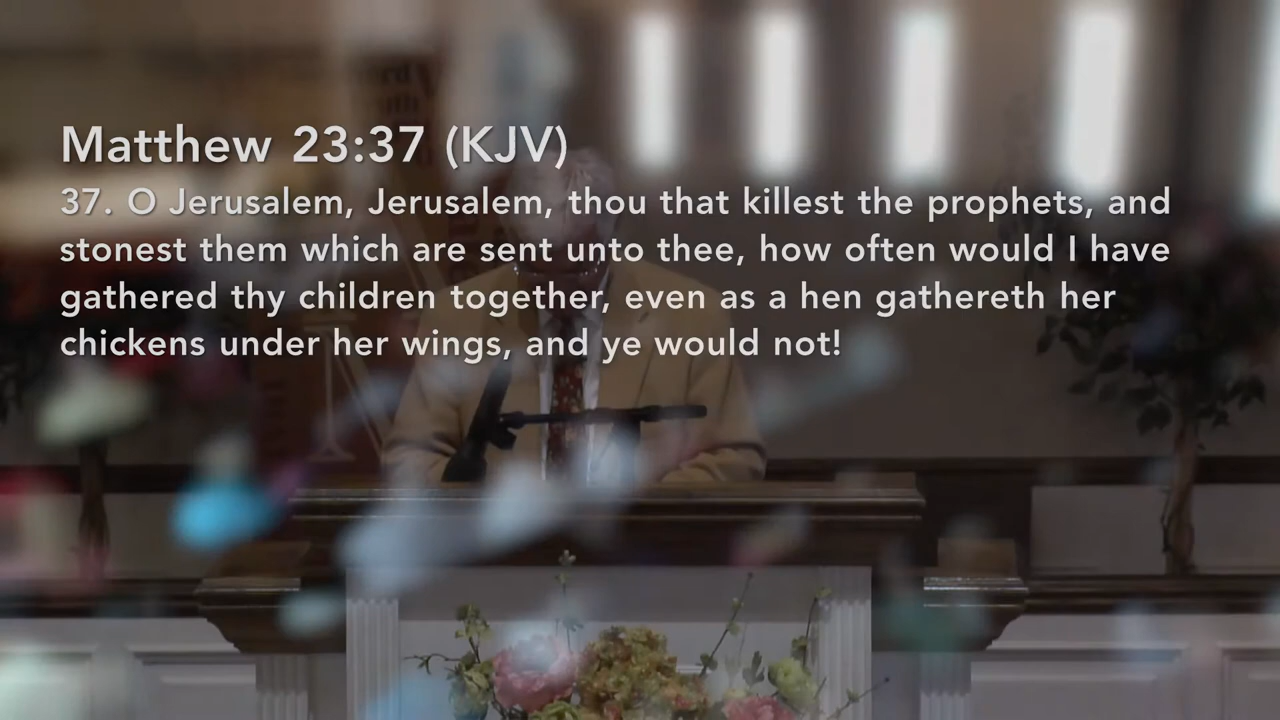 Matthew 23:37 (KJV)
37. O Jerusalem, Jerusalem, thou that killest the prophets, and
stonest them which are sent unto thee, how often would I have
gathered thy children together, even as a hen gathereth her
chickens under her wings, and ye would not!